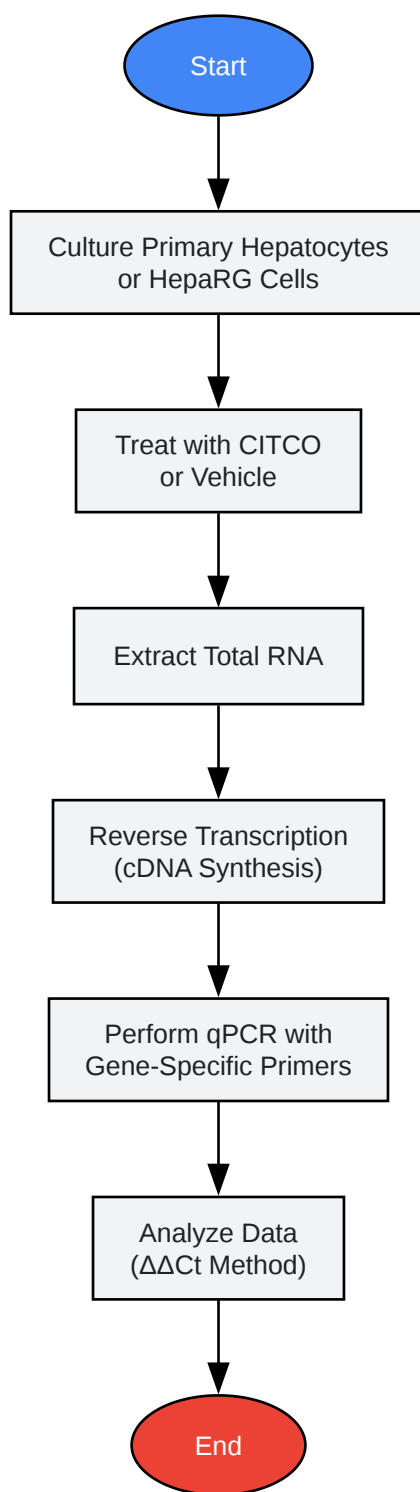 Start
Culture Primary Hepatocytes
or HepaRG Cells
Treat with CITCO
or Vehicle
Extract Total RNA
Reverse Transcription
(cDNA Synthesis)
Perform qPCR with
Gene-Specific Primers
Analyze Data
(ΔΔCt Method)
End